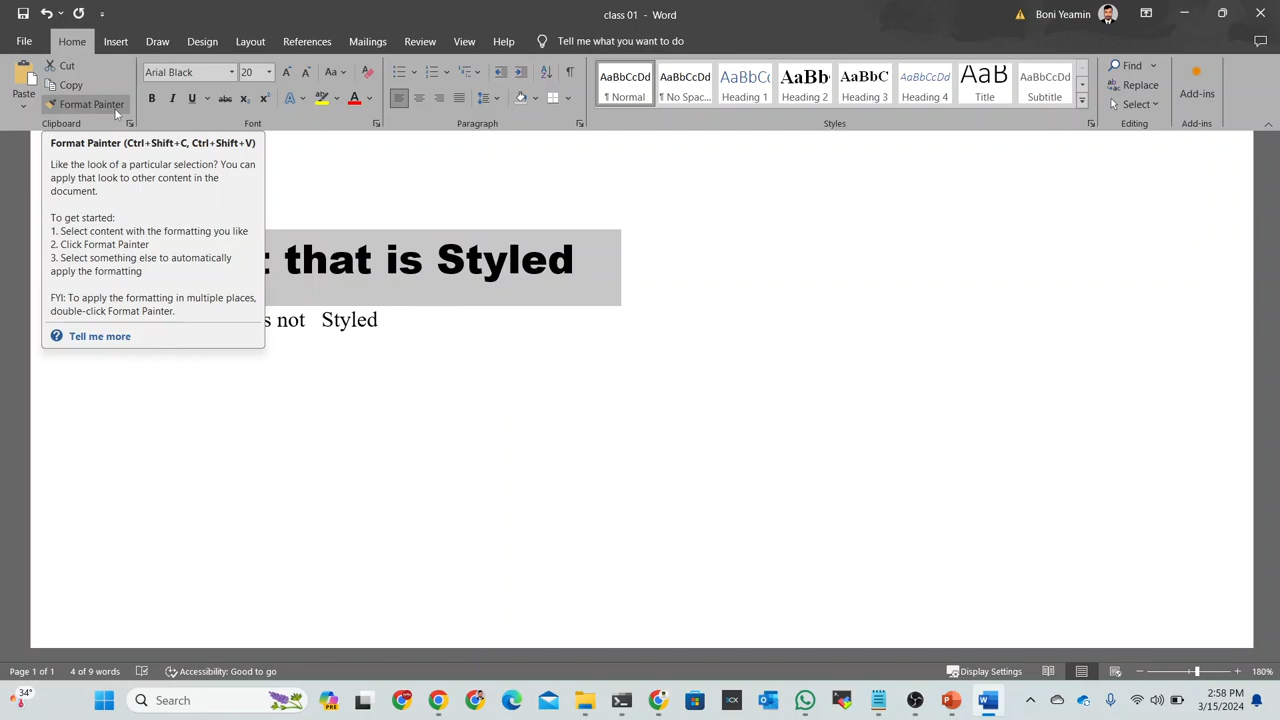 class 01 - Word
Boni Yeamin
File Home Insert Draw Design Layout References Mailings Review View Help Tell me what you want to do
Paste
Cut
Copy
Format Painter
Clipboard
Arial Black 20
Font
Paragraph
AaBbCcDd AaBbCcDd AaBbCc AaBb AaBbC AaBbCcDd AaB AaBbCcDd
¶ Normal ¶ No Spac... Heading 1 Heading 2 Heading 3 Heading 4 Title Subtitle
Styles
Find
Replace
Select
Editing
Add-ins
Add-ins
Format Painter (Ctrl+Shift+C, Ctrl+Shift+V)
Like the look of a particular selection? You can
apply that look to other content in the
document.
To get started:
1. Select content with the formatting you like
2. Click Format Painter
3. Select something else to automatically
apply the formatting
FYI: To apply the formatting in multiple places,
double-click Format Painter.
Tell me more
that is Styled
not Styled
Page 1 of 1 4 of 9 words Accessibility: Good to go Display Settings 180%
34° Search 2:58 PM
3/15/2024